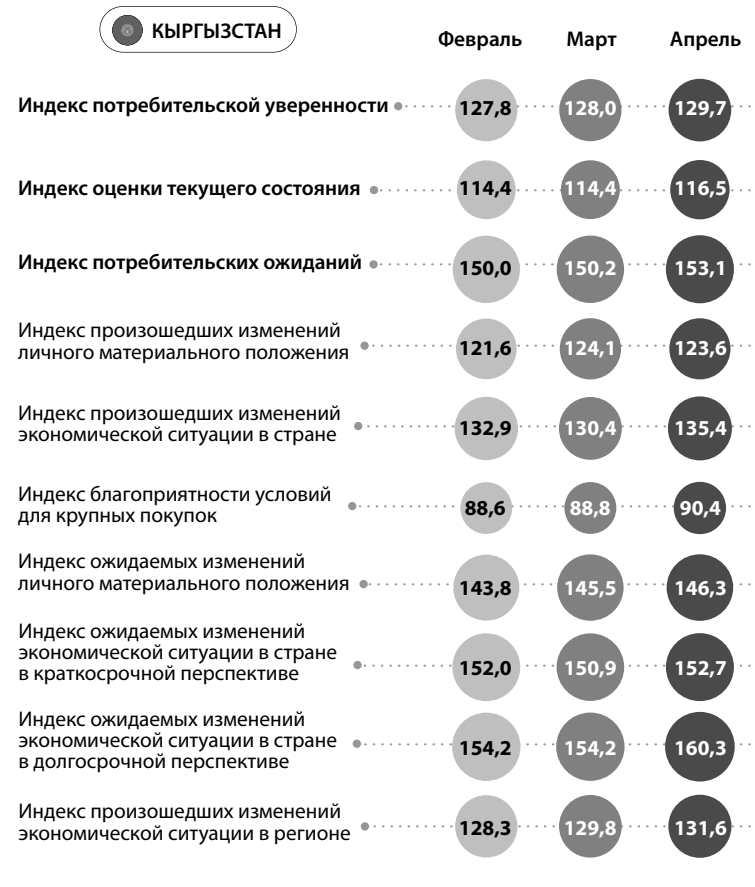 КЫРГЫЗСТАН
Февраль Март Апрель
Индекс потребительской уверенности 127,8 128,0 129,7
Индекс оценки текущего состояния 114,4 114,4 116,5
Индекс потребительских ожиданий 150,0 150,2 153,1
Индекс произошедших изменений
личного материального положения 121,6 124,1 123,6
Индекс произошедших изменений
экономической ситуации в стране 132,9 130,4 135,4
Индекс благоприятности условий
для крупных покупок 88,6 88,8 90,4
Индекс ожидаемых изменений
личного материального положения 143,8 145,5 146,3
Индекс ожидаемых изменений
экономической ситуации в стране
в краткосрочной перспективе 152,0 150,9 152,7
Индекс ожидаемых изменений
экономической ситуации в стране
в долгосрочной перспективе 154,2 154,2 160,3
Индекс произошедших изменений
экономической ситуации в регионе 128,3 129,8 131,6